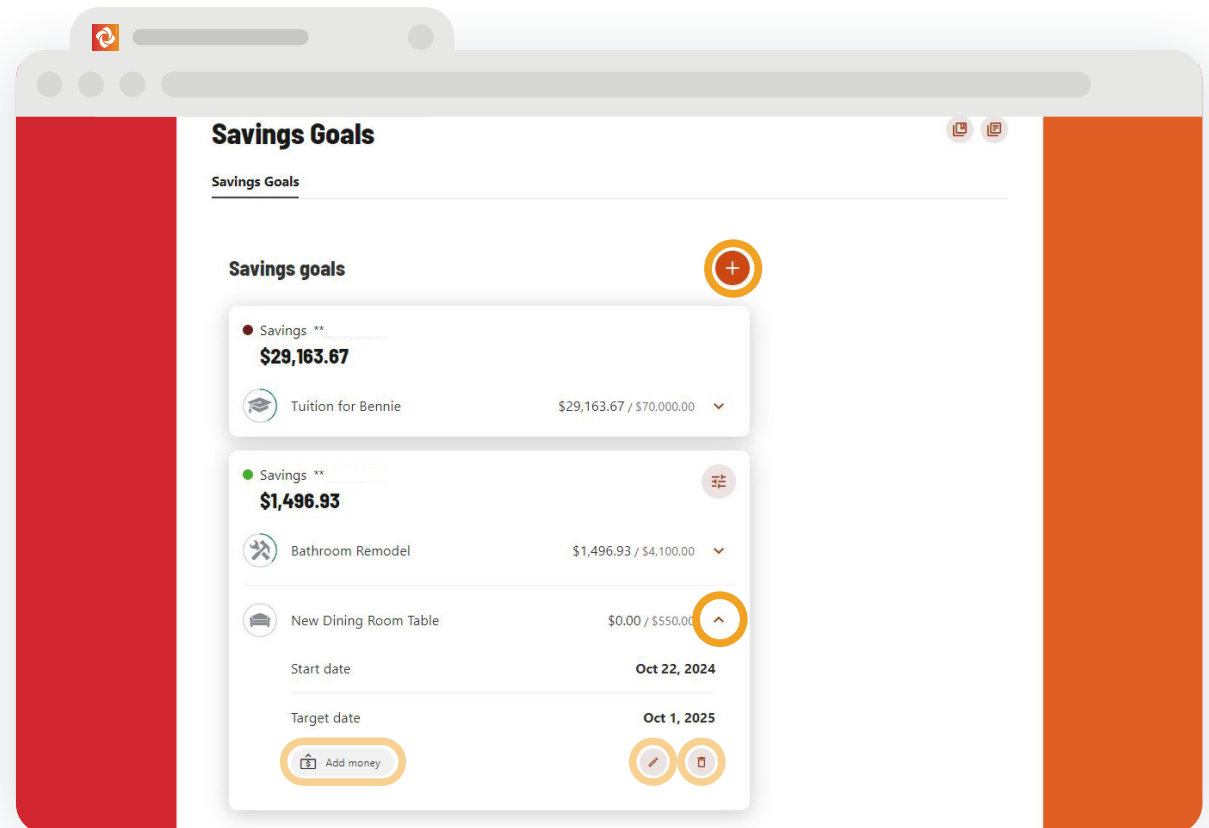 Savings Goals
Savings Goals
Savings goals
+
Savings **
$29,163.67
Tuition for Bennie $29,163.67 / $70,000.00
Savings **
$1,496.93
Bathroom Remodel $1,496.93 / $4,100.00
New Dining Room Table $0.00 / $550.00
Start date Oct 22, 2024
Target date Oct 1, 2025
Add money